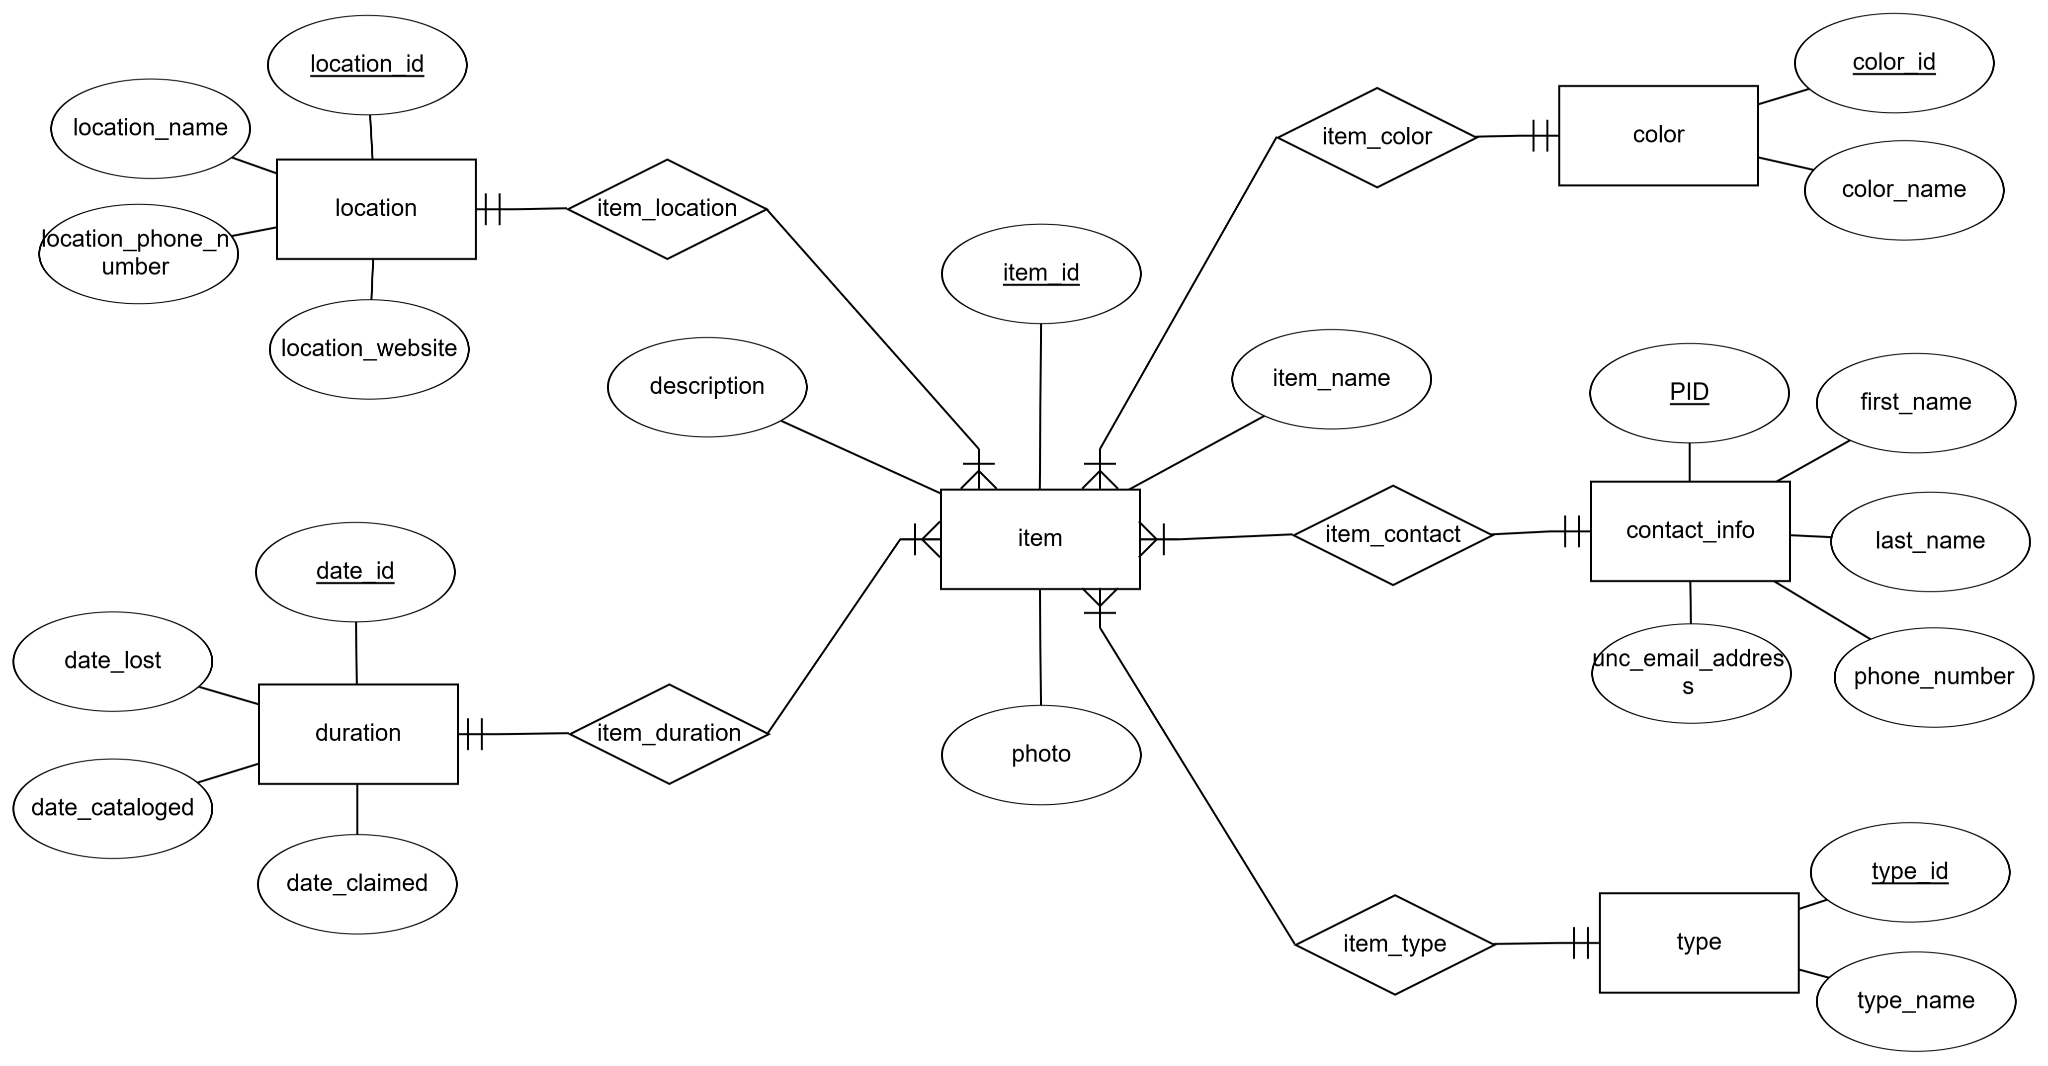 location_id
location_name
location
location_phone_n
umber
location_website
item_location
item_color
color
color_id
color_name
item_id
description
item_name
item
photo
PID
first_name
last_name
contact_info
item_contact
unc_email_addres
s
phone_number
date_id
date_lost
duration
date_cataloged
date_claimed
item_duration
item_type
type
type_id
type_name